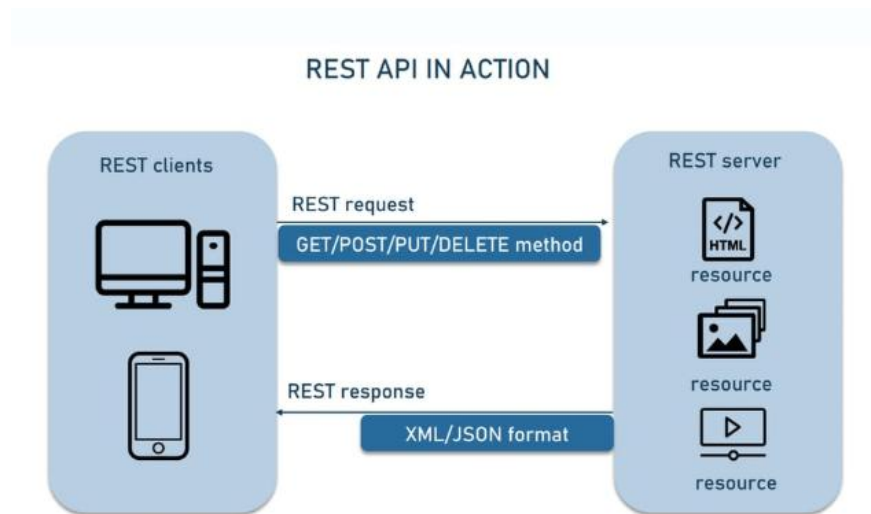 REST API IN ACTION
REST clients
REST server
REST request
GET/POST/PUT/DELETE method
</>
HTML
resource
resource
REST response
XML/JSON format
resource